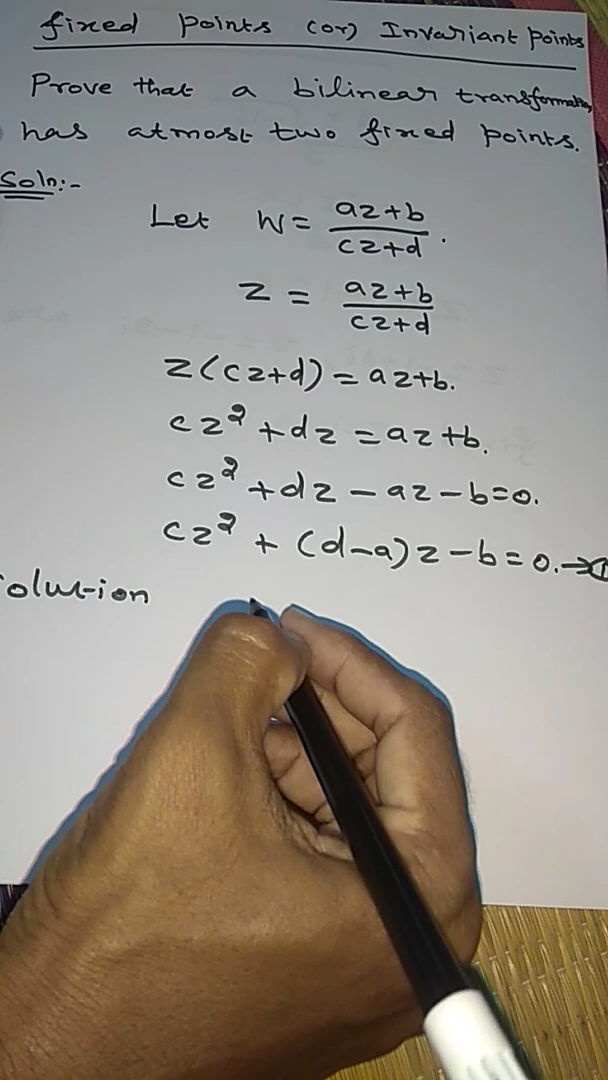 fixed points (or) Invariant points
Prove that a bilinear transformation
has atmost two fixed points.
Soln:-
Let W = az+b / cz+d .
z = az+b / cz+d
z(cz+d) = az+b.
cz² + dz = az+b.
cz² + dz - az - b = 0.
cz² + (d-a)z - b = 0. → ①
olution